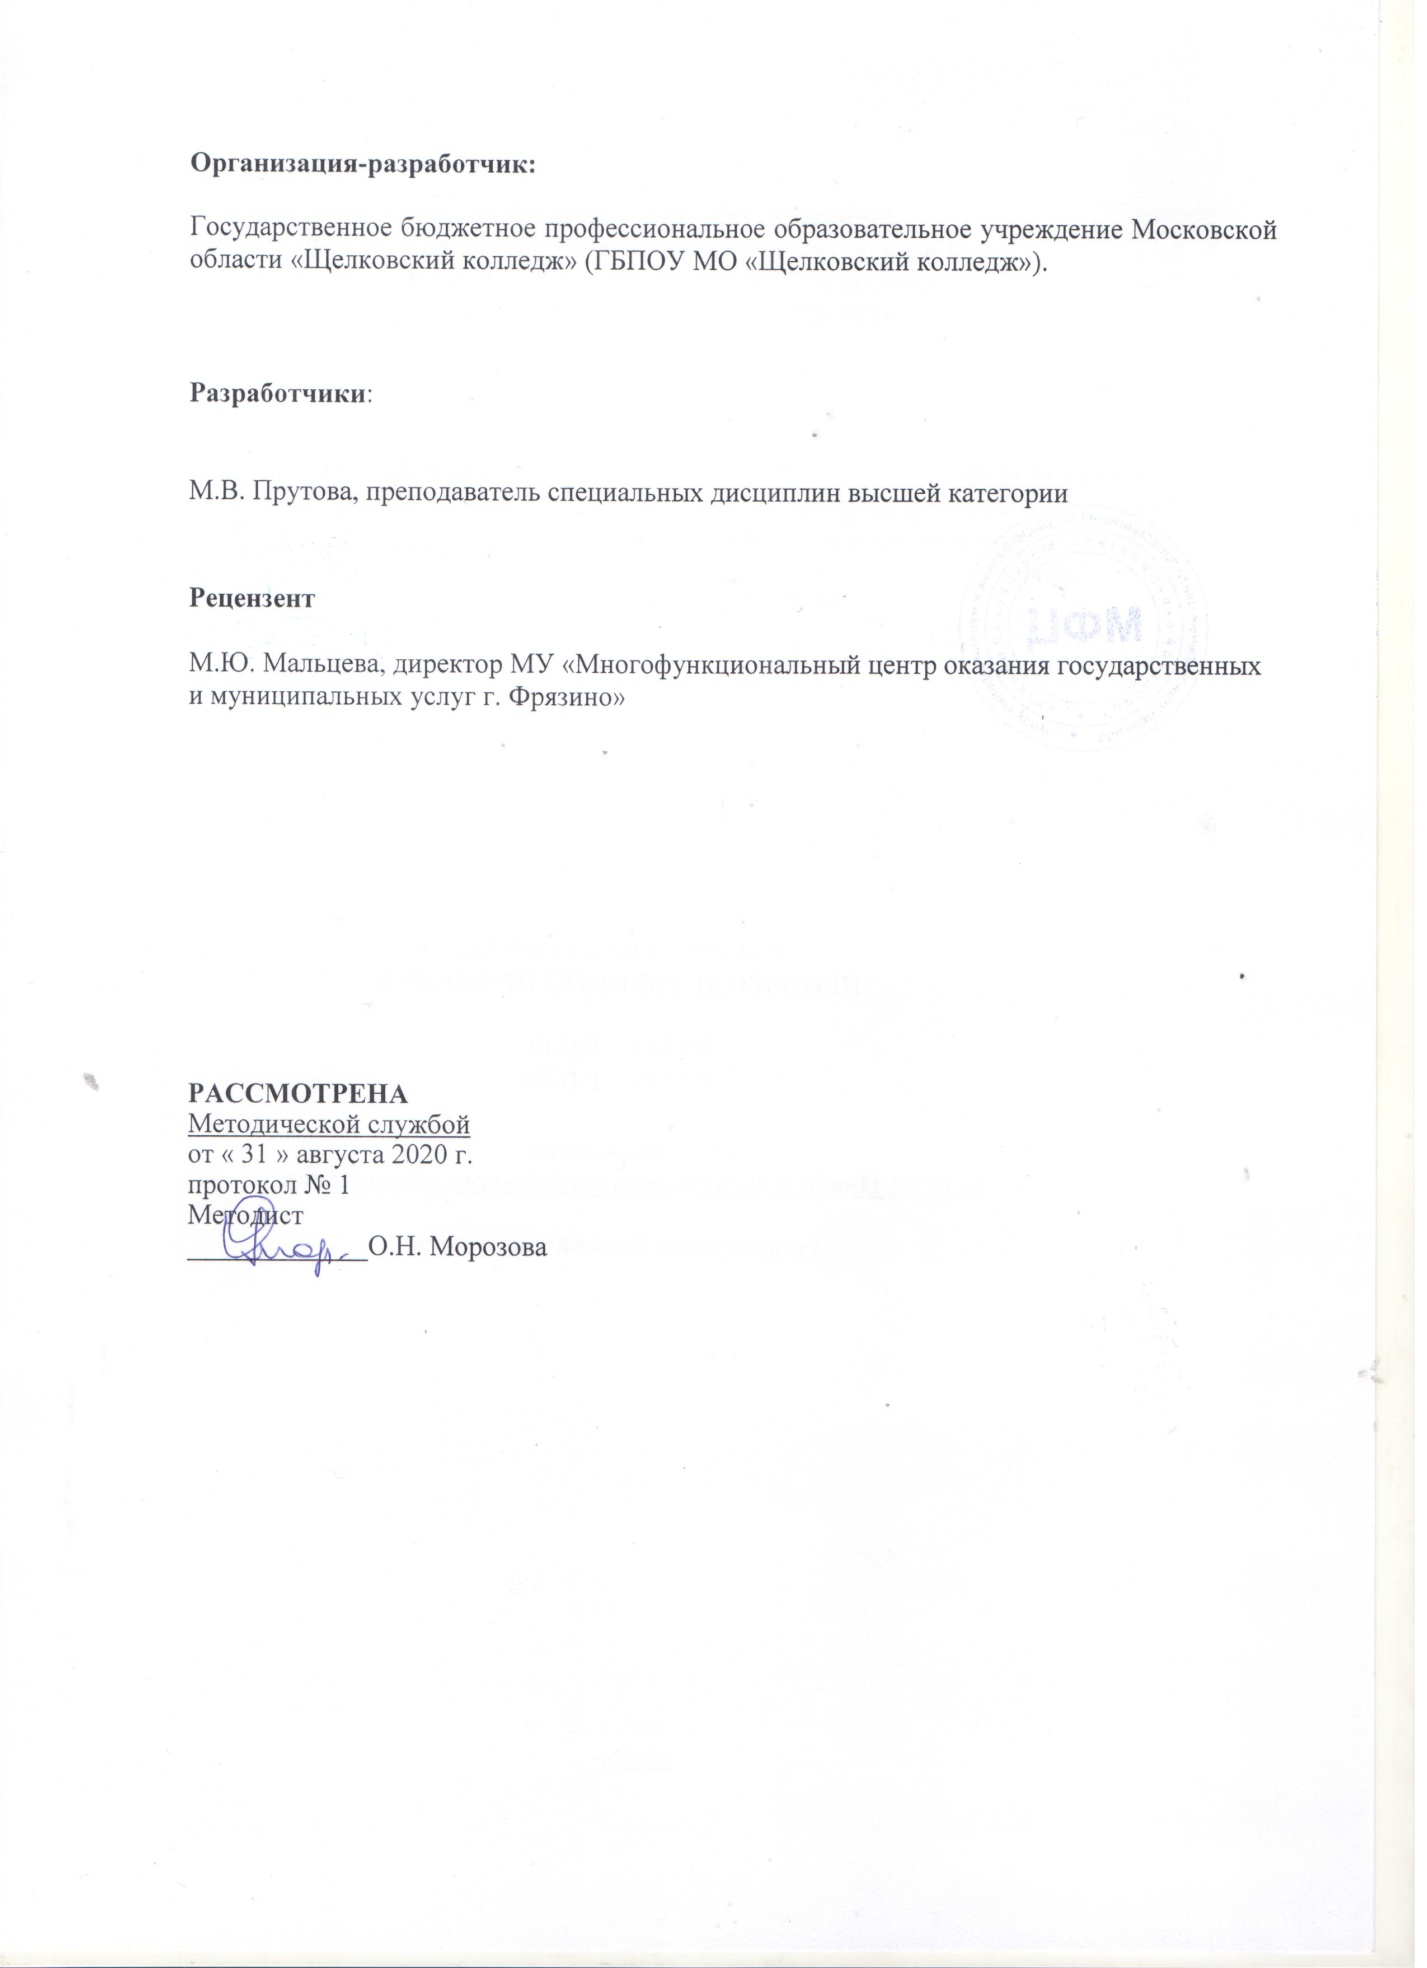 Организация-разработчик:
Государственное бюджетное профессиональное образовательное учреждение Московской
области «Щелковский колледж» (ГБПОУ МО «Щелковский колледж»).
Разработчики:
М.В. Прутова, преподаватель специальных дисциплин высшей категории
МФЦ
Рецензент
М.Ю. Мальцева, директор МУ «Многофункциональный центр оказания государственных
и муниципальных услуг г. Фрязино»
РАССМОТРЕНА
Методической службой
от « 31 » августа 2020 г.
протокол № 1
Методист
______________О.Н. Морозова